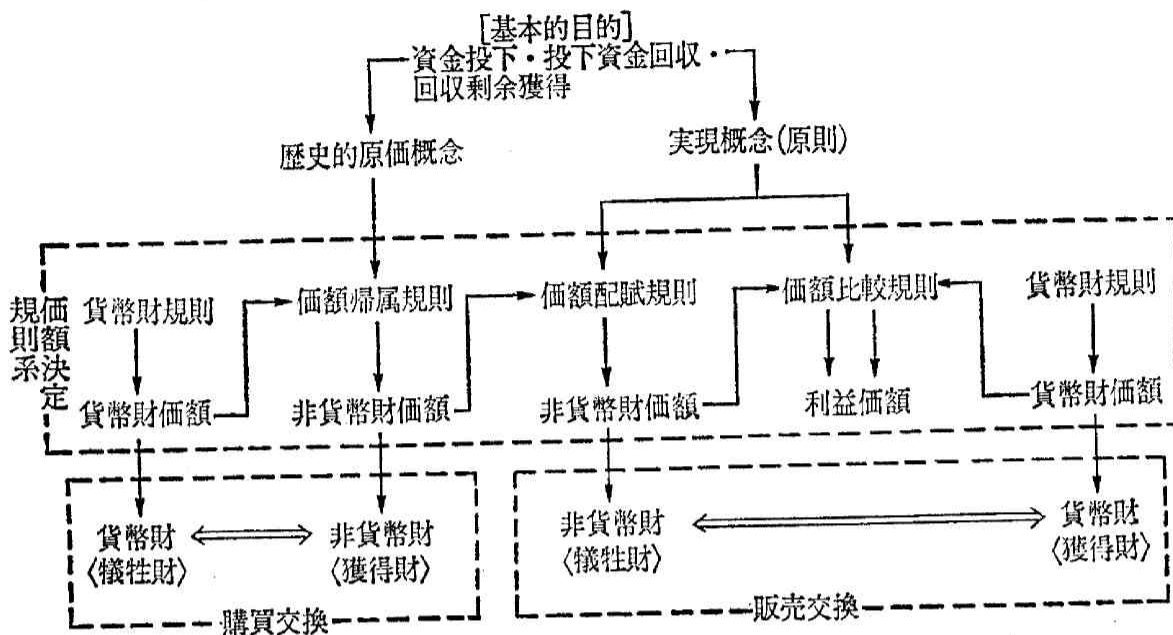 [基本的目的]
資金投下・投下資金回収・
回収剰余獲得
歴史的原価概念
実現概念(原則)
価額決定
規則系
貨幣財規則
価額帰属規則
価額配賦規則
価額比較規則
貨幣財規則
貨幣財価額
非貨幣財価額
非貨幣財価額
利益価額
貨幣財価額
貨幣財
〈犠牲財〉
非貨幣財
〈獲得財〉
非貨幣財
〈犠牲財〉
貨幣財
〈獲得財〉
購買交換
販売交換